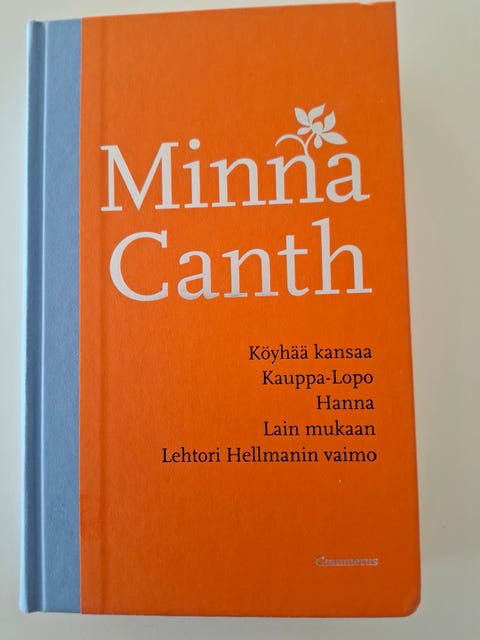 Minna
Canth
Köyhää kansaa
Kauppa-Lopo
Hanna
Lain mukaan
Lehtori Hellmanin vaimo
Gummerus